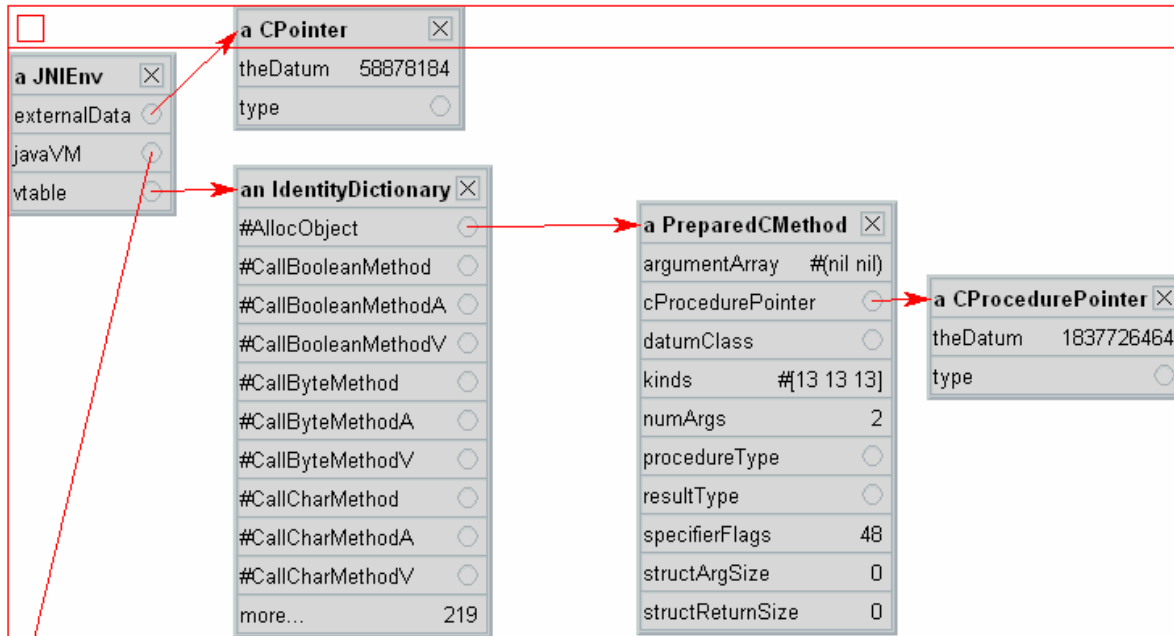 a CPointer
theDatum 58878184
type
a JNIEnv
externalData
javaVM
vtable
an IdentityDictionary
#AllocObject
#CallBooleanMethod
#CallBooleanMethodA
#CallBooleanMethodV
#CallByteMethod
#CallByteMethodA
#CallByteMethodV
#CallCharMethod
#CallCharMethodA
#CallCharMethodV
more... 219
a PreparedCMethod
argumentArray #(nil nil)
cProcedurePointer
datumClass
kinds #[13 13 13]
numArgs 2
procedureType
resultType
specifierFlags 48
structArgSize 0
structReturnSize 0
a CProcedurePointer
theDatum 1837726464
type